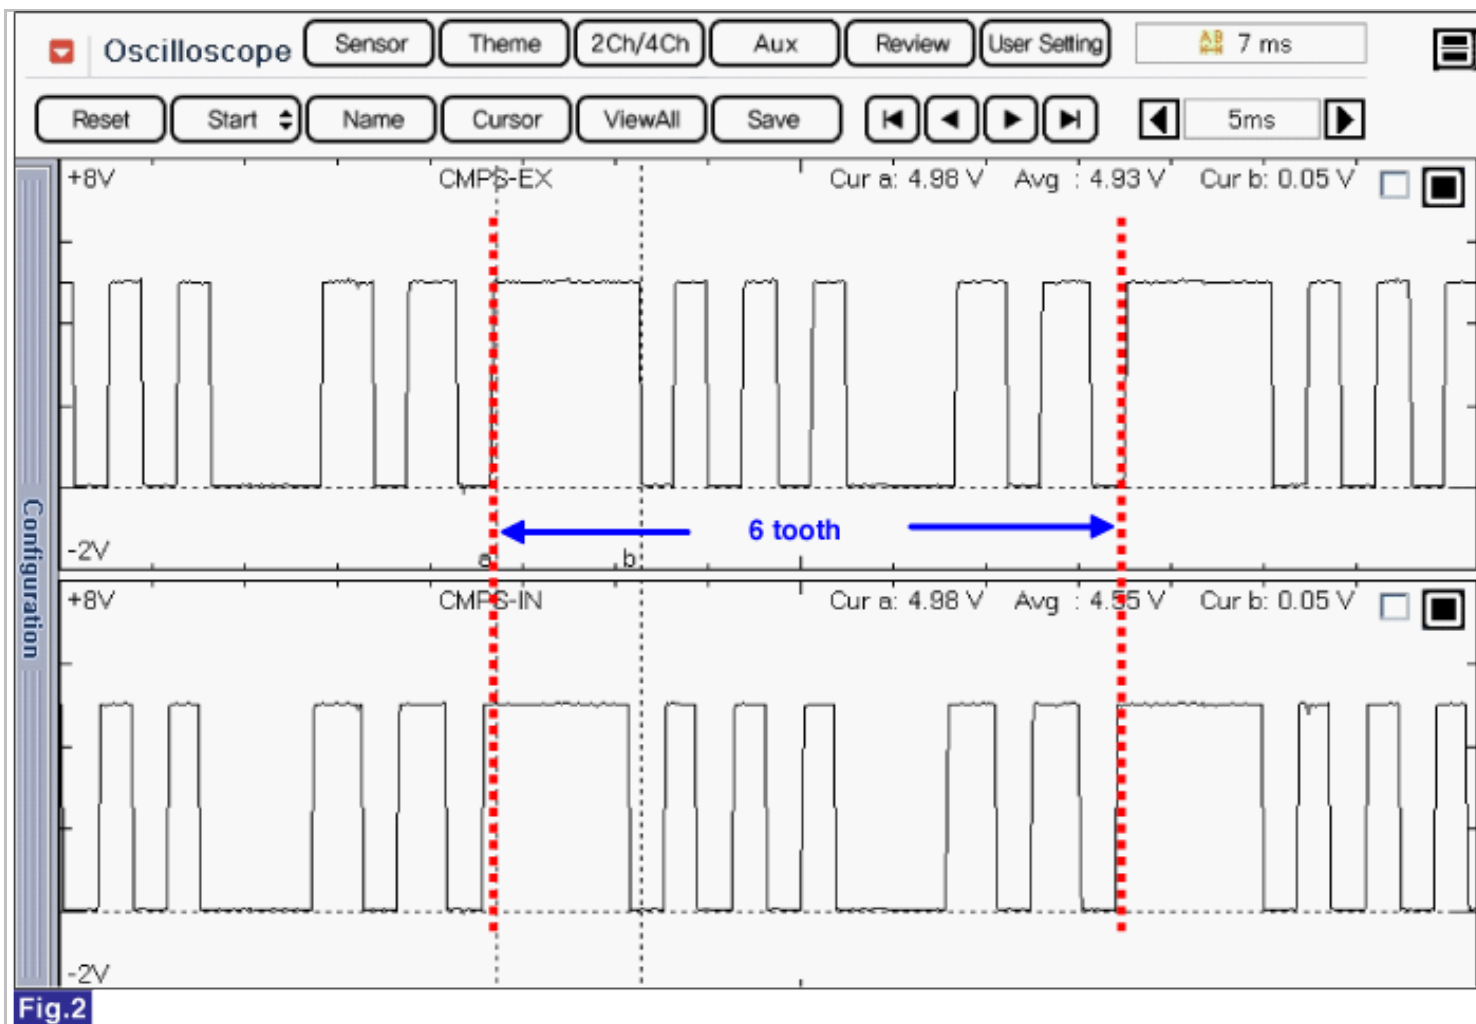 Oscilloscope Sensor Theme 2Ch/4Ch Aux Review User Setting AB 7 ms
Reset Start Name Cursor ViewAll Save 5ms
+8V CMPS-EX Cur a: 4.98 V Avg : 4.93 V Cur b: 0.05 V
6 tooth
-2V a b
+8V CMPS-IN Cur a: 4.98 V Avg : 4.55 V Cur b: 0.05 V
-2V
Configuration
Fig.2